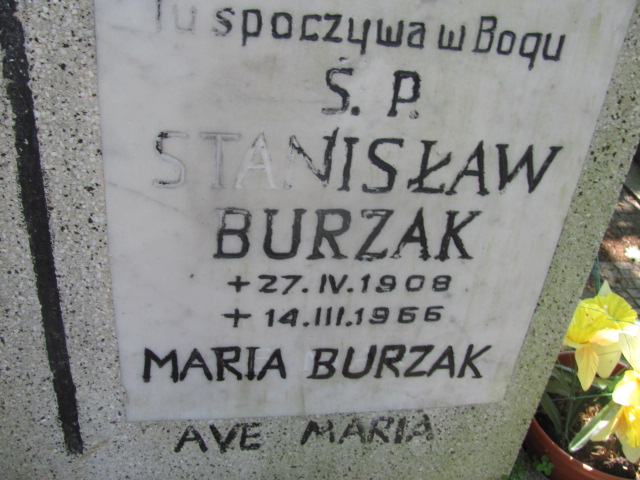 Tu spoczywa w Bogu
Ś. P.
STANISŁAW
BURZAK
+ 27. IV. 1908
+ 14. III. 1966
MARIA BURZAK
AVE MARIA